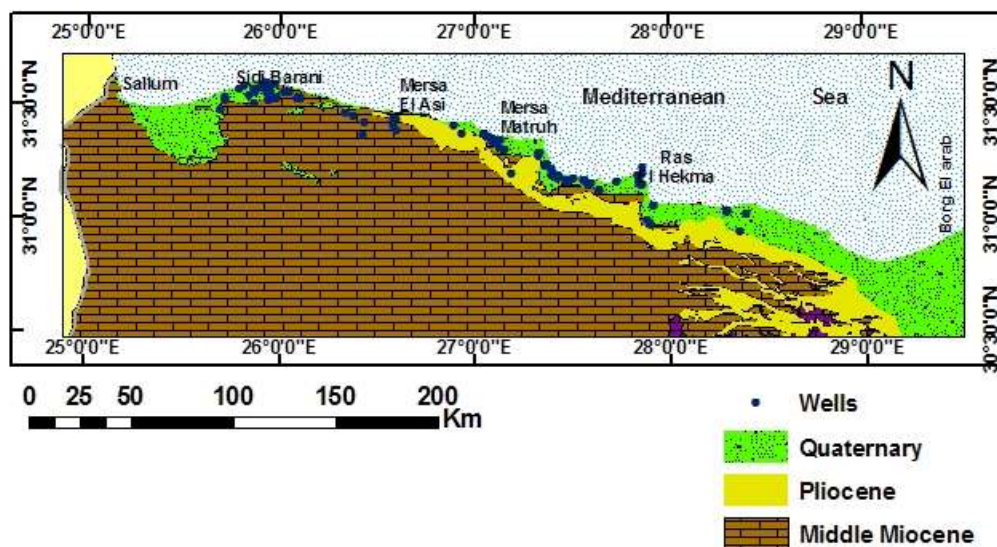 25°0'0"E 26°0'0"E 27°0'0"E 28°0'0"E 29°0'0"E
31°30'0"N
31°0'0"N
31°30'0"N
31°0'0"N
30°30'0"N
Sallum
Sidi Barani
Mersa
El Asi
Mersa
Matruh
Mediterranean Sea
Ras
l Hekma
Borg El arab
N
25°0'0"E 26°0'0"E 27°0'0"E 28°0'0"E 29°0'0"E
0 25 50 100 150 200
Km
Wells
Quaternary
Pliocene
Middle Miocene